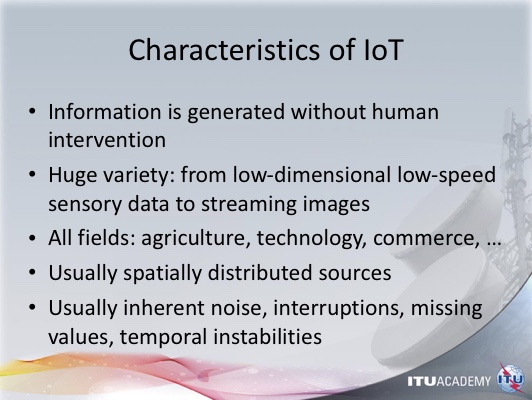 Characteristics of IoT
• Information is generated without human
intervention
• Huge variety: from low-dimensional low-speed
sensory data to streaming images
• All fields: agriculture, technology, commerce, …
• Usually spatially distributed sources
• Usually inherent noise, interruptions, missing
values, temporal instabilities
ITUACADEMY ITU